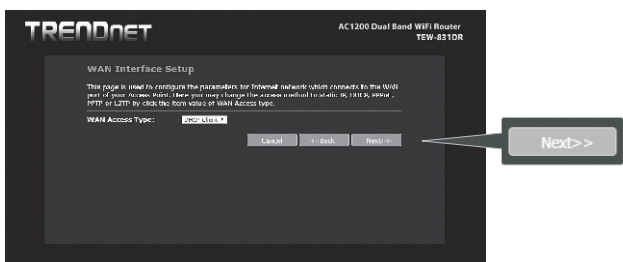 TRENDnet
AC1200 Dual Band WiFi Router
TEW-831DR
WAN Interface Setup
This page is used to configure the parameters for Internet network which connects to the WAN
port of your Access Point. Here you may change the access method to static IP, DHCP, PPPoE,
PPTP or L2TP by click the item value of WAN Access type.
WAN Access Type: DHCP Client
Cancel <<Back Next>>
Next>>